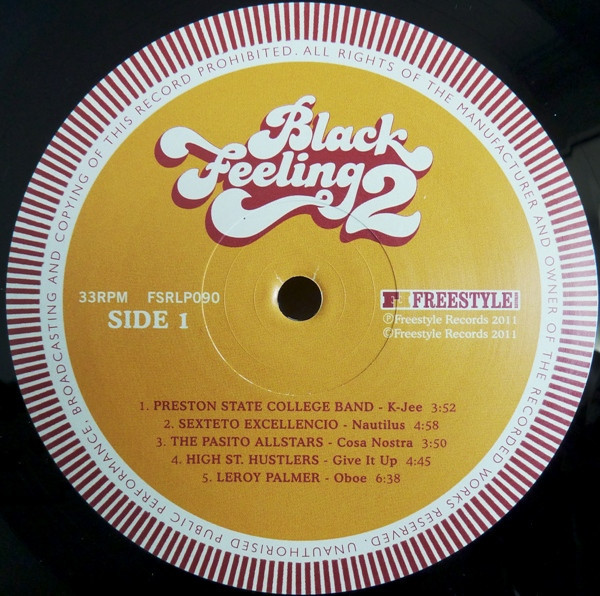 ALL RIGHTS OF THE MANUFACTURER AND OWNER OF THE RECORDED WORKS RESERVED. UNAUTHORISED PUBLIC PERFORMANCE, BROADCASTING AND COPYING OF THIS RECORD PROHIBITED.
Black
Feeling 2
33RPM FSRLP090
SIDE 1
FREESTYLE
℗Freestyle Records 2011
©Freestyle Records 2011
1. PRESTON STATE COLLEGE BAND - K-Jee 3:52
2. SEXTETO EXCELLENCIO - Nautilus 4:58
3. THE PASITO ALLSTARS - Cosa Nostra 3:50
4. HIGH ST. HUSTLERS - Give It Up 4:45
5. LEROY PALMER - Oboe 6:38